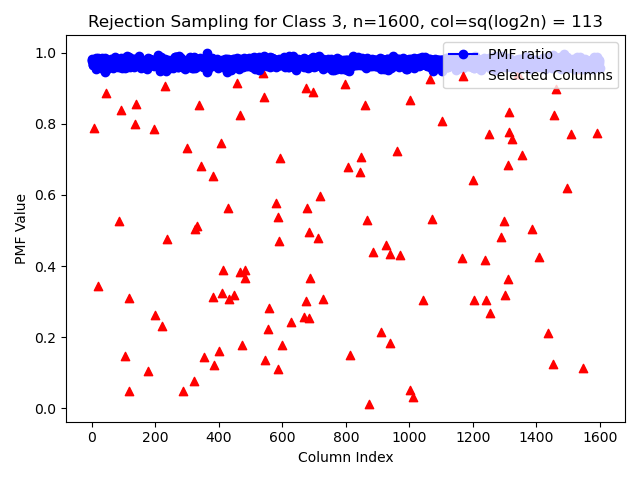 Rejection Sampling for Class 3, n=1600, col=sq(log2n) = 113
PMF ratio
Selected Columns
PMF Value
1.0
0.8
0.6
0.4
0.2
0.0
0 200 400 600 800 1000 1200 1400 1600
Column Index